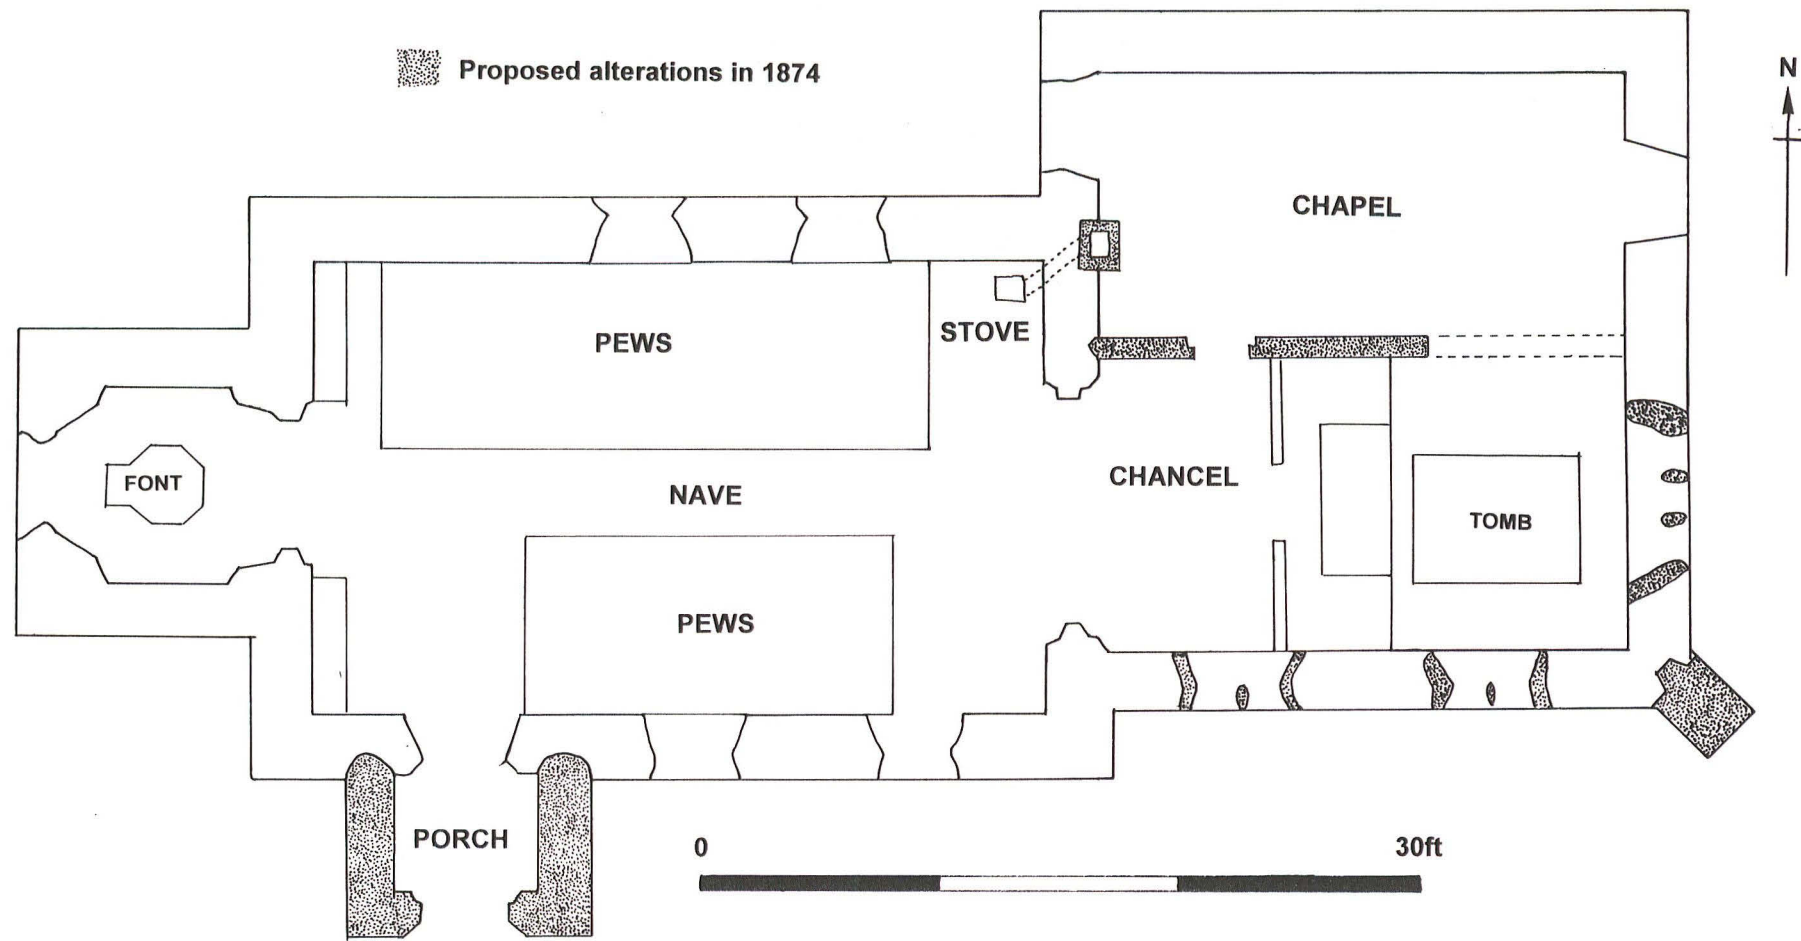 Proposed alterations in 1874
N
CHAPEL
PEWS
STOVE
FONT
NAVE
CHANCEL
TOMB
PEWS
PORCH
0
30ft